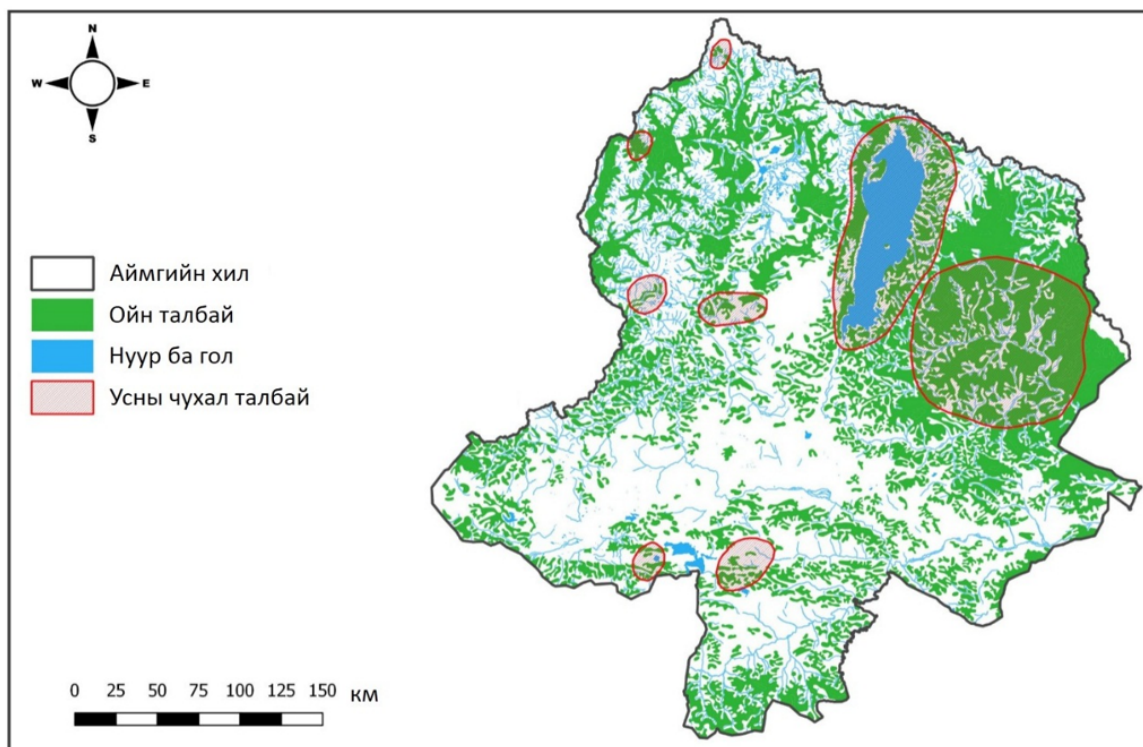 N
W E
S
Аймгийн хил
Ойн талбай
Нуур ба гол
Усны чухал талбай
0 25 50 75 100 125 150 км